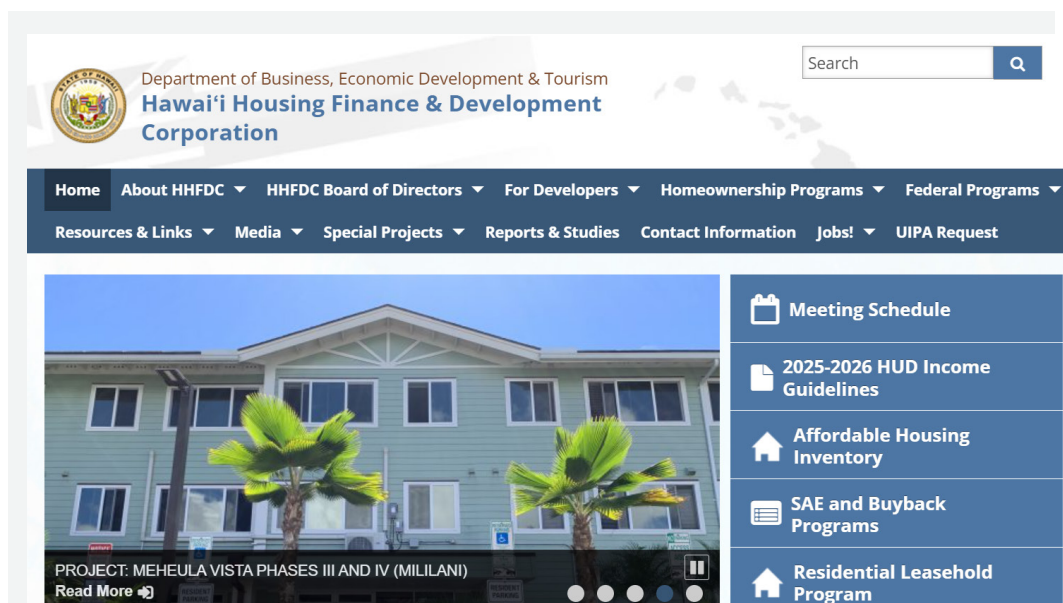 Search
Department of Business, Economic Development & Tourism
Hawaiʻi Housing Finance & Development
Corporation
Home About HHFDC HHFDC Board of Directors For Developers Homeownership Programs Federal Programs
Resources & Links Media Special Projects Reports & Studies Contact Information Jobs! UIPA Request
Meeting Schedule
2025-2026 HUD Income
Guidelines
Affordable Housing
Inventory
SAE and Buyback
Programs
Residential Leasehold
Program
PROJECT: MEHEULA VISTA PHASES III AND IV (MILILANI)
Read More
RESIDENT
PARKING